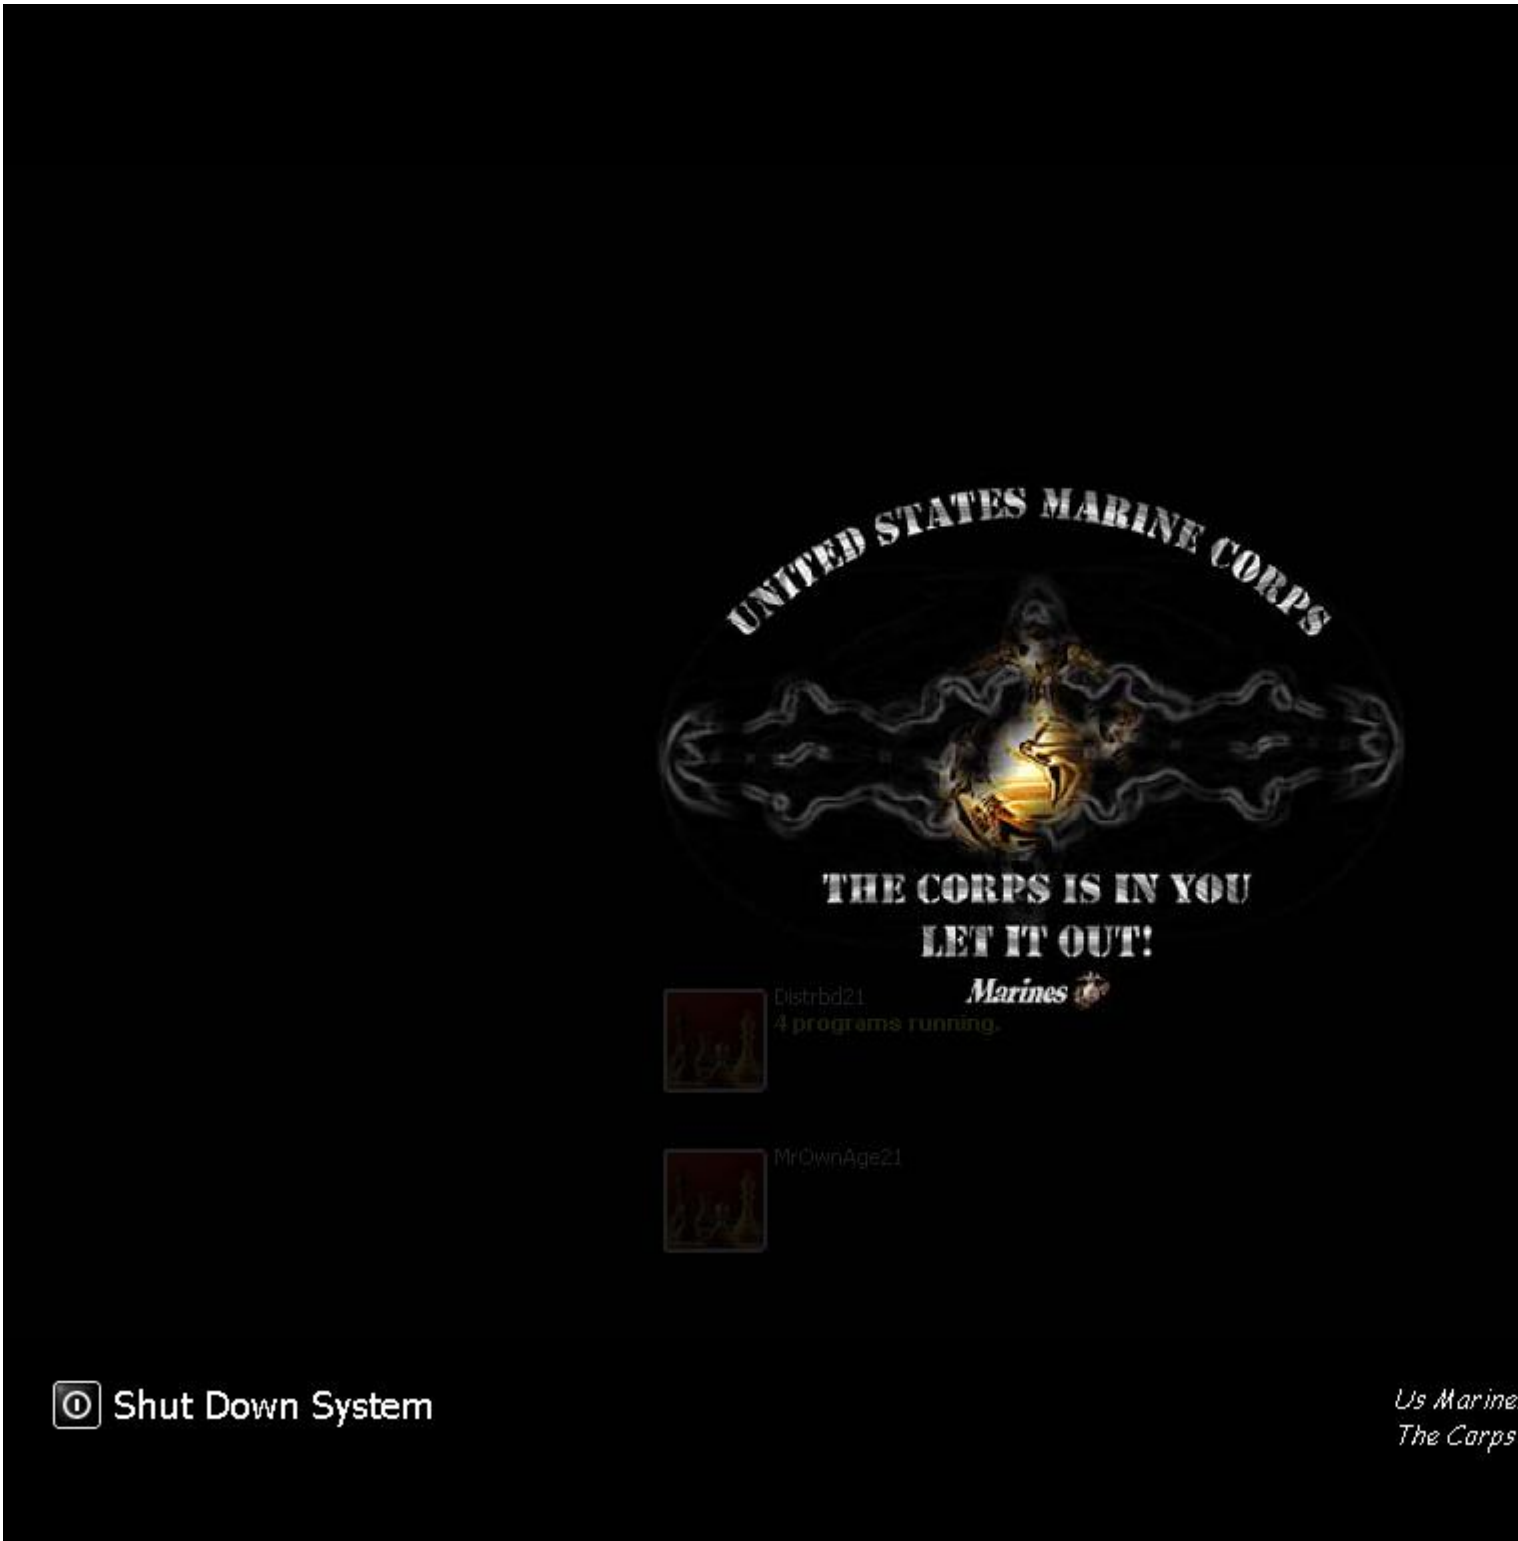 UNITED STATES MARINE CORPS
THE CORPS IS IN YOU
LET IT OUT!
Marines
Distrbd21
4 programs running.
MrOwnAge21
Shut Down System
Us Marine
The Corps